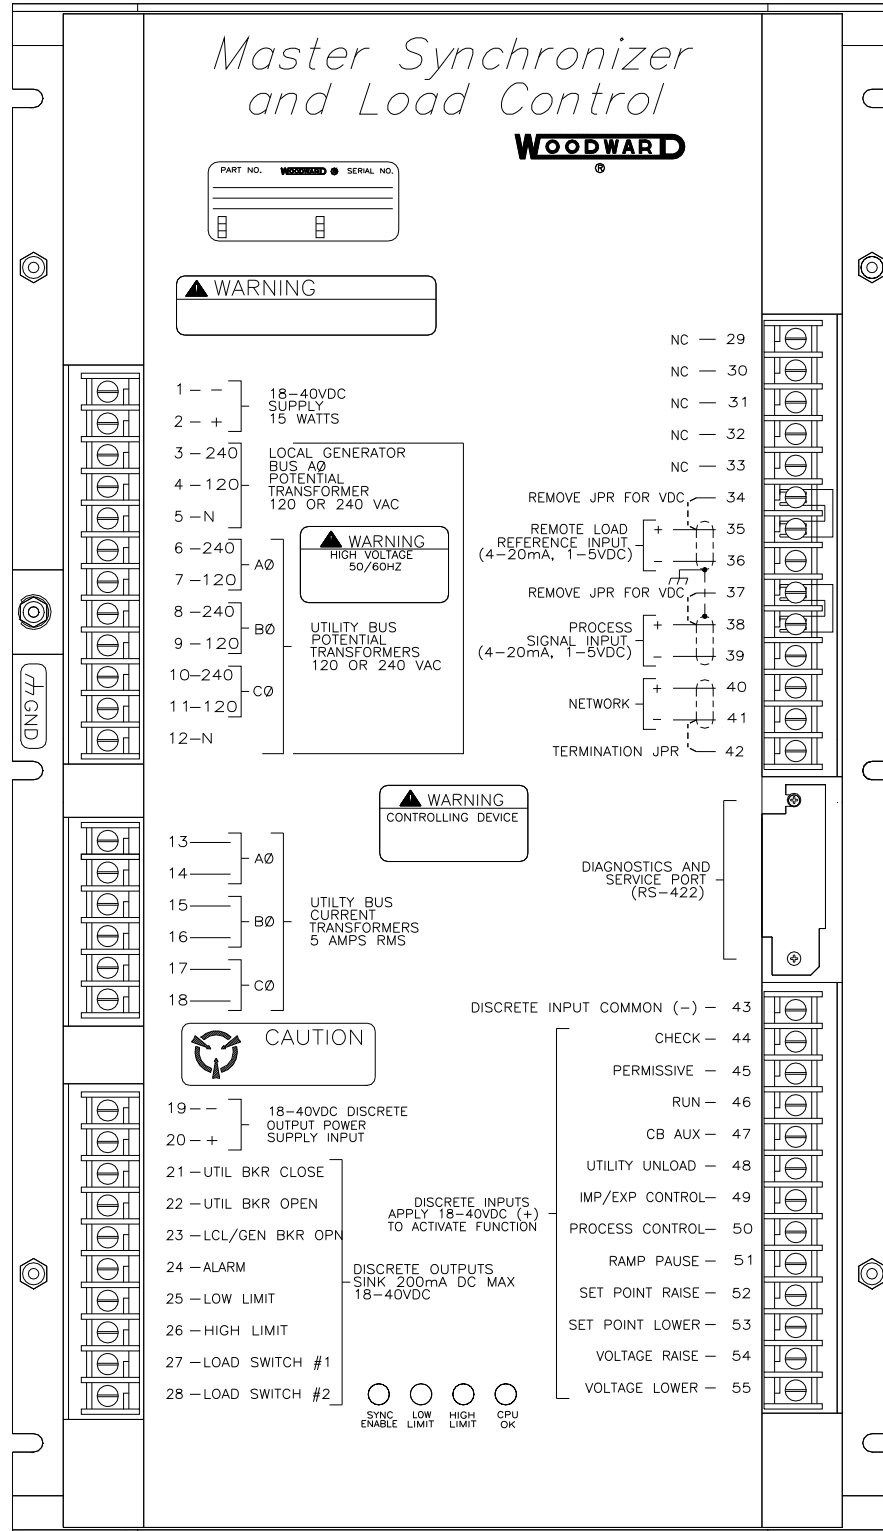 Master Synchronizer
and Load Control
WOODWARD
®
PART NO. WOODWARD ® SERIAL NO.
WARNING
1 – –
2 – +
18–40VDC
SUPPLY
15 WATTS
3 – 240
4 – 120
5 – N
LOCAL GENERATOR
BUS AØ
POTENTIAL
TRANSFORMER
120 OR 240 VAC
WARNING
HIGH VOLTAGE
50/60HZ
6 – 240
7 – 120
AØ
8 – 240
9 – 120
BØ
10 – 240
11 – 120
CØ
12 – N
UTILITY BUS
POTENTIAL
TRANSFORMERS
120 OR 240 VAC
GND
NC – 29
NC – 30
NC – 31
NC – 32
NC – 33
REMOVE JPR FOR VDC 34
REMOTE LOAD
REFERENCE INPUT
(4–20mA, 1–5VDC)
+ 35
– 36
REMOVE JPR FOR VDC 37
PROCESS
SIGNAL INPUT
(4–20mA, 1–5VDC)
+ 38
– 39
NETWORK
+ 40
– 41
TERMINATION JPR 42
WARNING
CONTROLLING DEVICE
13
14
AØ
15
16
BØ
17
18
CØ
UTILTY BUS
CURRENT
TRANSFORMERS
5 AMPS RMS
DIAGNOSTICS AND
SERVICE PORT
(RS–422)
CAUTION
19 – –
20 – +
18–40VDC DISCRETE
OUTPUT POWER
SUPPLY INPUT
21 – UTIL BKR CLOSE
22 – UTIL BKR OPEN
23 – LCL/GEN BKR OPN
24 – ALARM
25 – LOW LIMIT
26 – HIGH LIMIT
27 – LOAD SWITCH #1
28 – LOAD SWITCH #2
DISCRETE OUTPUTS
SINK 200mA DC MAX
18–40VDC
DISCRETE INPUT COMMON (–) – 43
CHECK – 44
PERMISSIVE – 45
RUN – 46
CB AUX – 47
UTILITY UNLOAD – 48
IMP/EXP CONTROL – 49
PROCESS CONTROL – 50
RAMP PAUSE – 51
SET POINT RAISE – 52
SET POINT LOWER – 53
VOLTAGE RAISE – 54
VOLTAGE LOWER – 55
DISCRETE INPUTS
APPLY 18–40VDC (+)
TO ACTIVATE FUNCTION
SYNC
ENABLE
LOW
LIMIT
HIGH
LIMIT
CPU
OK